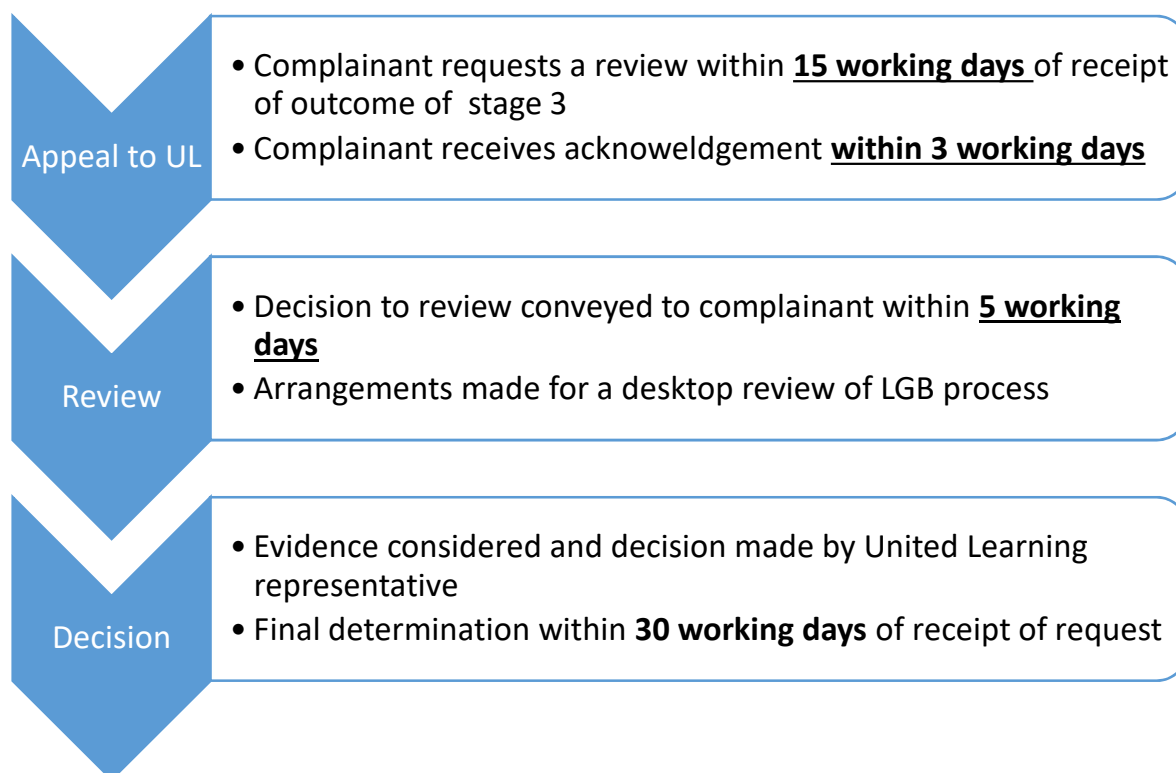 Appeal to UL
• Complainant requests a review within 15 working days of receipt
of outcome of  stage 3
• Complainant receives acknoweldgement within 3 working days
Review
• Decision to review conveyed to complainant within 5 working
days
• Arrangements made for a desktop review of LGB process
Decision
• Evidence considered and decision made by United Learning
representative
• Final determination within 30 working days of receipt of request